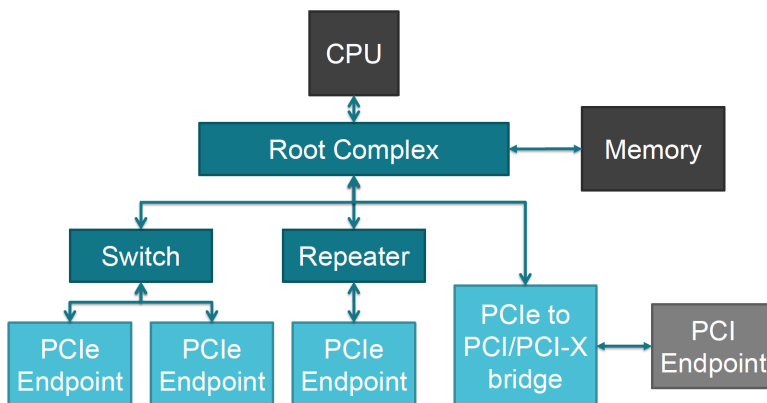 CPU
Root Complex
Memory
Switch
Repeater
PCIe
Endpoint
PCIe
Endpoint
PCIe
Endpoint
PCIe to
PCI/PCI-X
bridge
PCI
Endpoint